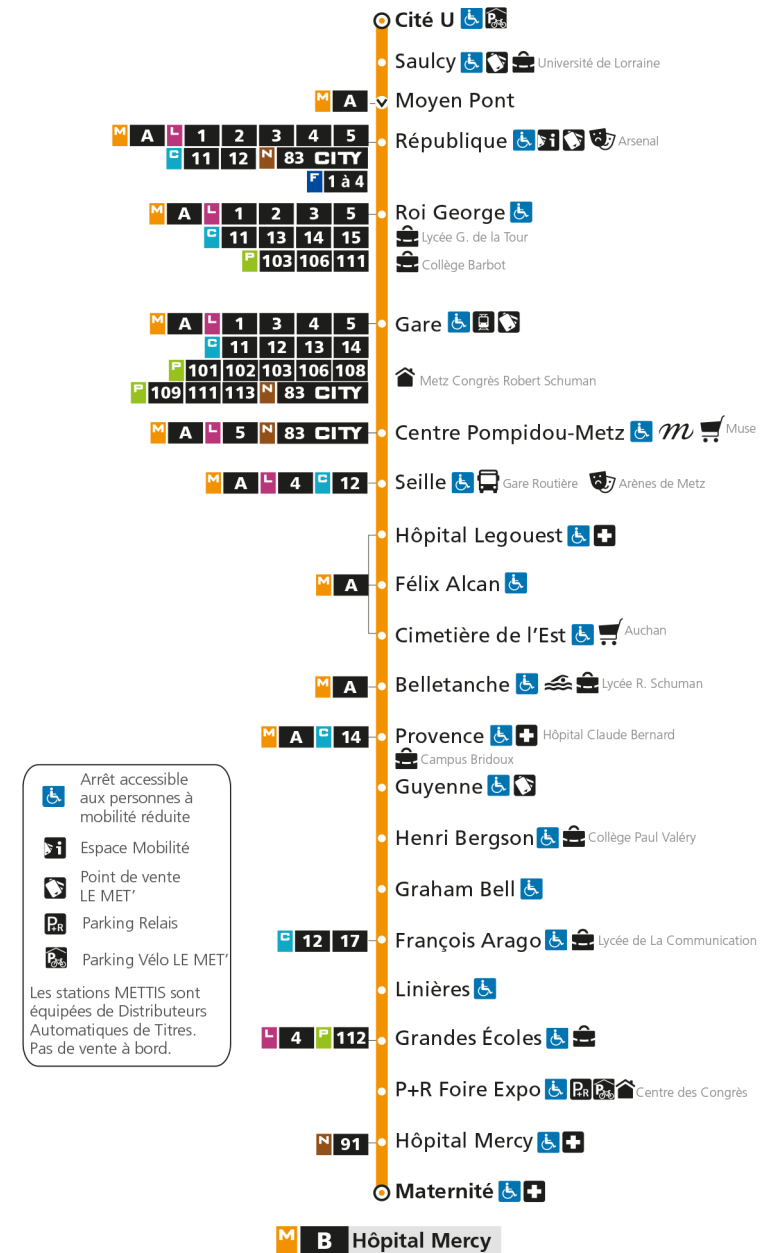 Cité U
Saulcy Université de Lorraine
M A Moyen Pont
M A L 1 2 3 4 5 République Arsenal
C 11 12 N 83 CITY
F 1 à 4
M A L 1 2 3 5 Roi George
C 11 13 14 15 Lycée G. de la Tour
P 103 106 111 Collège Barbot
M A L 1 3 4 5 Gare
C 11 12 13 14
P 101 102 103 106 108 Metz Congrès Robert Schuman
P 109 111 113 N 83 CITY
M A L 5 N 83 CITY Centre Pompidou-Metz m Muse
M A L 4 C 12 Seille Gare Routière Arènes de Metz
Hôpital Legouest
M A Félix Alcan
Cimetière de l'Est Auchan
M A Belletanche Lycée R. Schuman
M A C 14 Provence Hôpital Claude Bernard
Campus Bridoux
Guyenne
Henri Bergson Collège Paul Valéry
Graham Bell
C 12 17 François Arago Lycée de La Communication
Linières
L 4 P 112 Grandes Écoles
P+R Foire Expo P+R P Centre des Congrès
N 91 Hôpital Mercy
Maternité
Arrêt accessible
aux personnes à
mobilité réduite
i Espace Mobilité
Point de vente
LE MET'
P+R Parking Relais
P Parking Vélo LE MET'
Les stations METTIS sont
équipées de Distributeurs
Automatiques de Titres.
Pas de vente à bord.
M B Hôpital Mercy